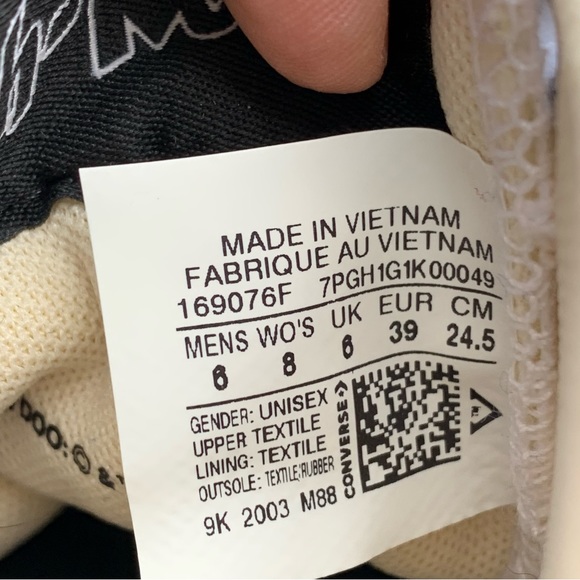 MADE IN VIETNAM
FABRIQUE AU VIETNAM
169076F 7PGH1G1K00049
MENS WO'S UK EUR CM
6 8 6 39 24.5
GENDER: UNISEX
UPPER TEXTILE
LINING: TEXTILE
OUTSOLE: TEXTILE/RUBBER
9K 2003 M88
CONVERSE
OOO: © &